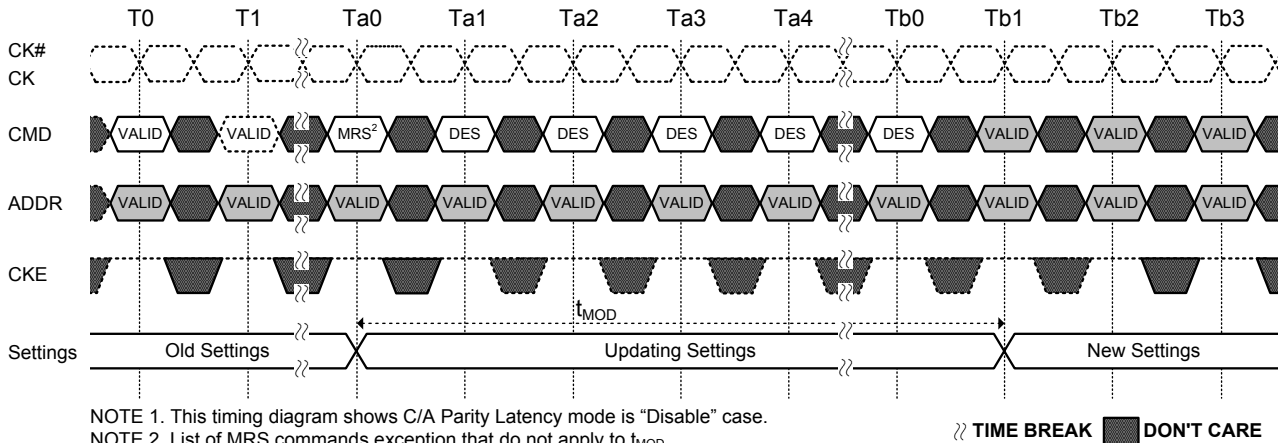 T0 T1 Ta0 Ta1 Ta2 Ta3 Ta4 Tb0 Tb1 Tb2 Tb3
CK#
CK
CMD VALID VALID MRS2 DES DES DES DES DES VALID VALID VALID
ADDR VALID VALID VALID VALID VALID VALID VALID VALID VALID VALID VALID
CKE
tMOD
Settings Old Settings Updating Settings New Settings
NOTE 1. This timing diagram shows C/A Parity Latency mode is “Disable” case.
NOTE 2. List of MRS commands exception that do not apply to tMOD
TIME BREAK DON'T CARE